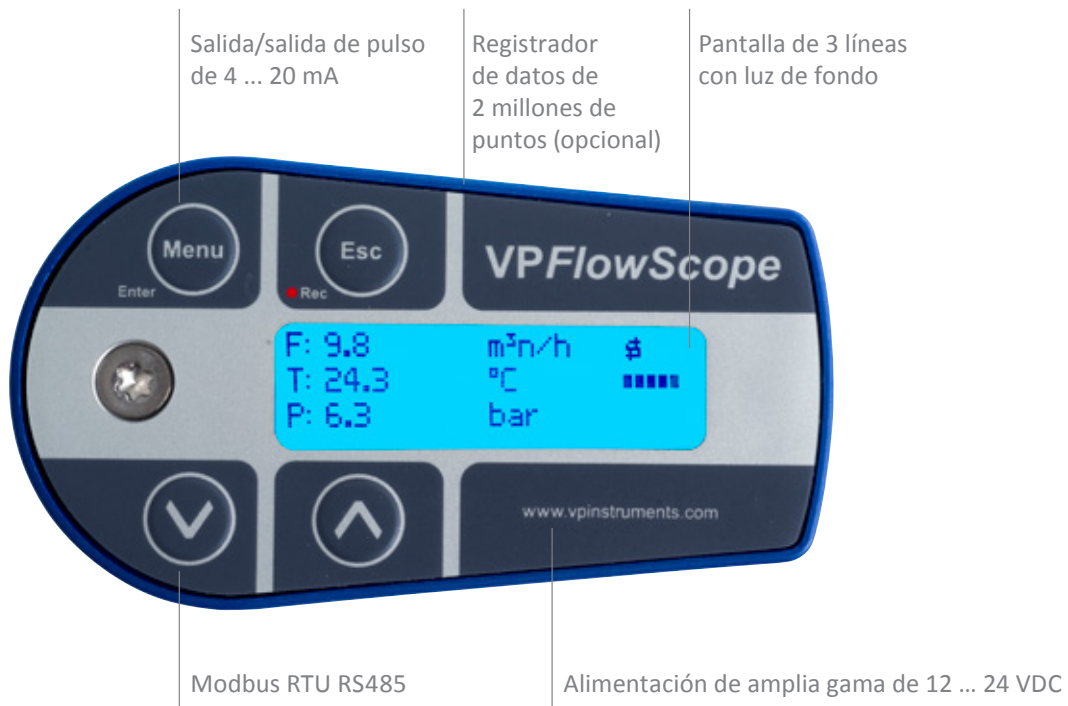 Salida/salida de pulso
de 4 ... 20 mA
Registrador
de datos de
2 millones de
puntos (opcional)
Pantalla de 3 líneas
con luz de fondo
Menu
Enter
Esc
Rec
VPFlowScope
F: 9.8 m³n/h $
T: 24.3 °C
P: 6.3 bar
www.vpinstruments.com
Modbus RTU RS485
Alimentación de amplia gama de 12 ... 24 VDC